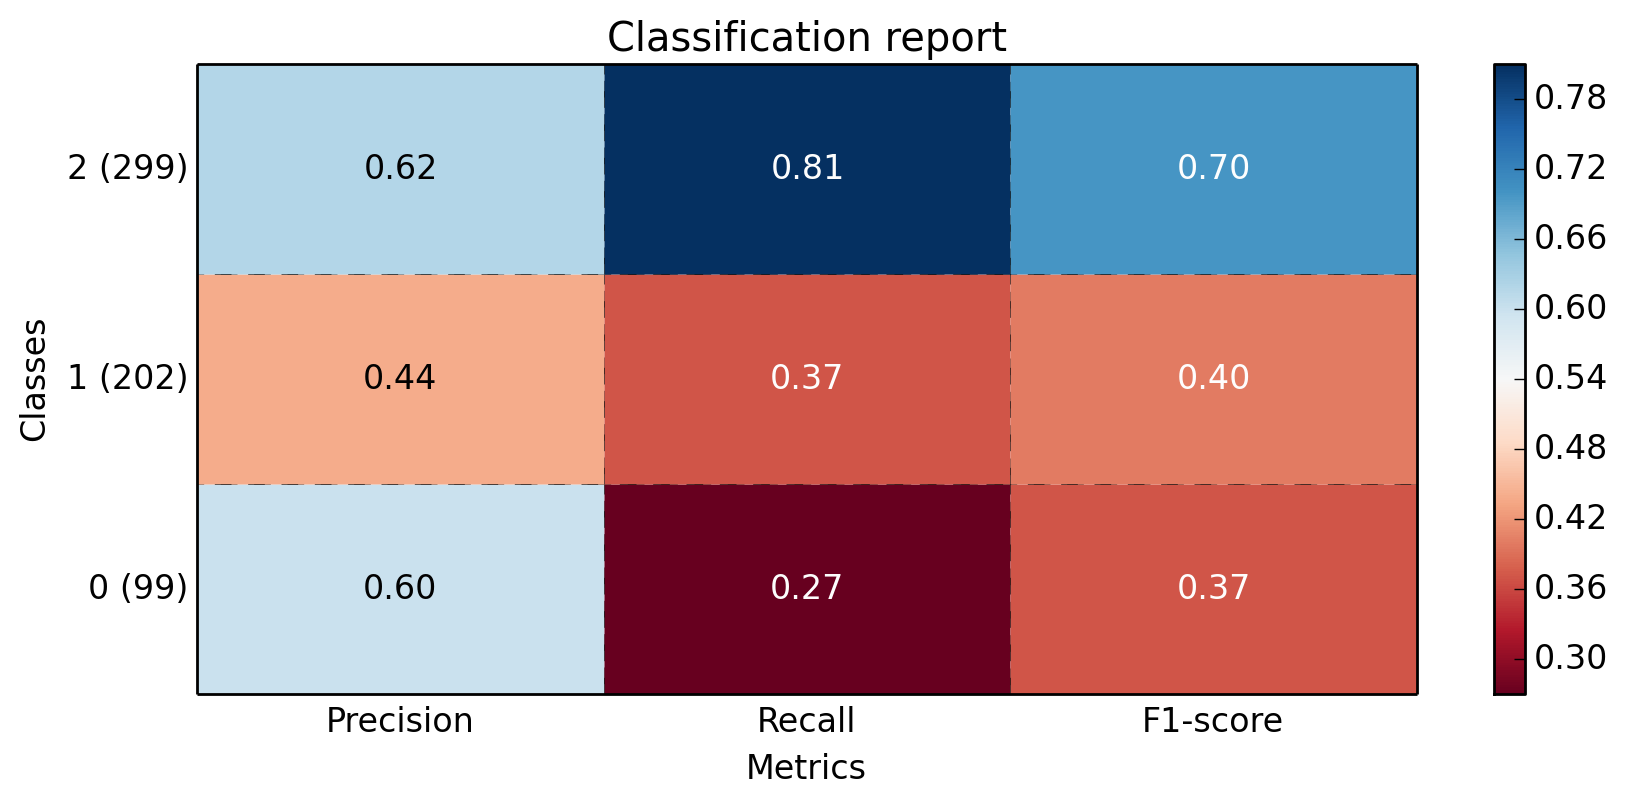 Classification report
2 (299) 0.62 0.81 0.70
1 (202) 0.44 0.37 0.40
0 (99) 0.60 0.27 0.37
Classes
Precision Recall F1-score
Metrics
0.78
0.72
0.66
0.60
0.54
0.48
0.42
0.36
0.30